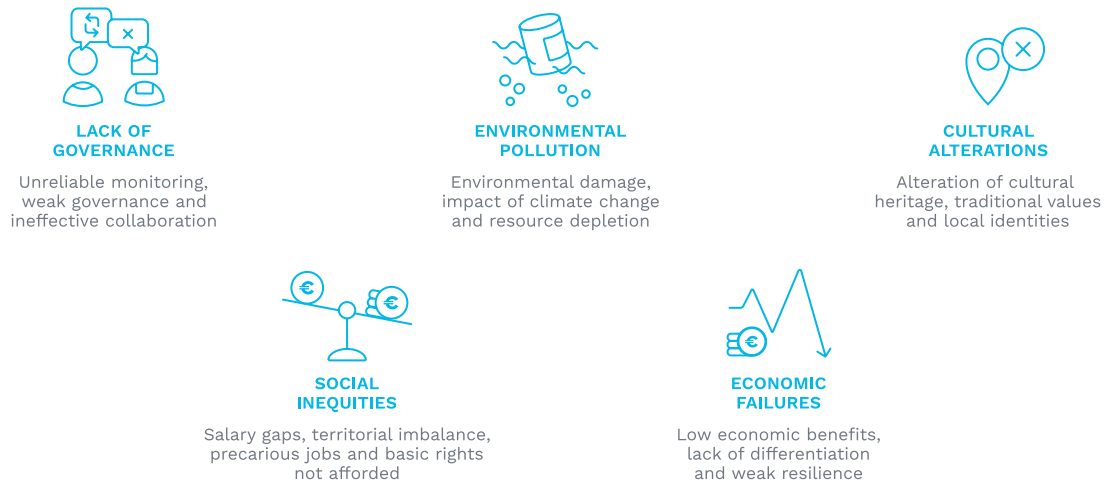 LACK OF
GOVERNANCE
Unreliable monitoring,
weak governance and
ineffective collaboration
ENVIRONMENTAL
POLLUTION
Environmental damage,
impact of climate change
and resource depletion
CULTURAL
ALTERATIONS
Alteration of cultural
heritage, traditional values
and local identities
€
€
SOCIAL
INEQUITIES
Salary gaps, territorial imbalance,
precarious jobs and basic rights
not afforded
€
ECONOMIC
FAILURES
Low economic benefits,
lack of differentiation
and weak resilience